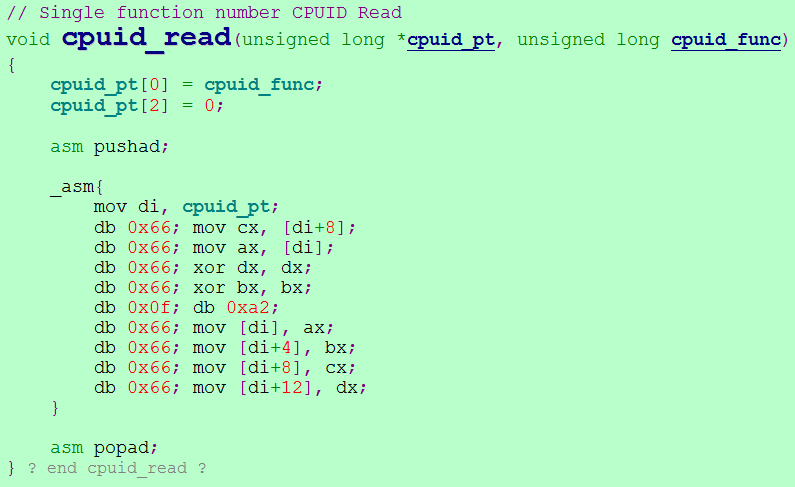 // Single function number CPUID Read
void cpuid_read(unsigned long *cpuid_pt, unsigned long cpuid_func)
{
    cpuid_pt[0] = cpuid_func;
    cpuid_pt[2] = 0;
    asm pushad;
    _asm{
        mov di, cpuid_pt;
        db 0x66; mov cx, [di+8];
        db 0x66; mov ax, [di];
        db 0x66; xor dx, dx;
        db 0x66; xor bx, bx;
        db 0x0f; db 0xa2;
        db 0x66; mov [di], ax;
        db 0x66; mov [di+4], bx;
        db 0x66; mov [di+8], cx;
        db 0x66; mov [di+12], dx;
    }
    asm popad;
} ? end cpuid_read ?